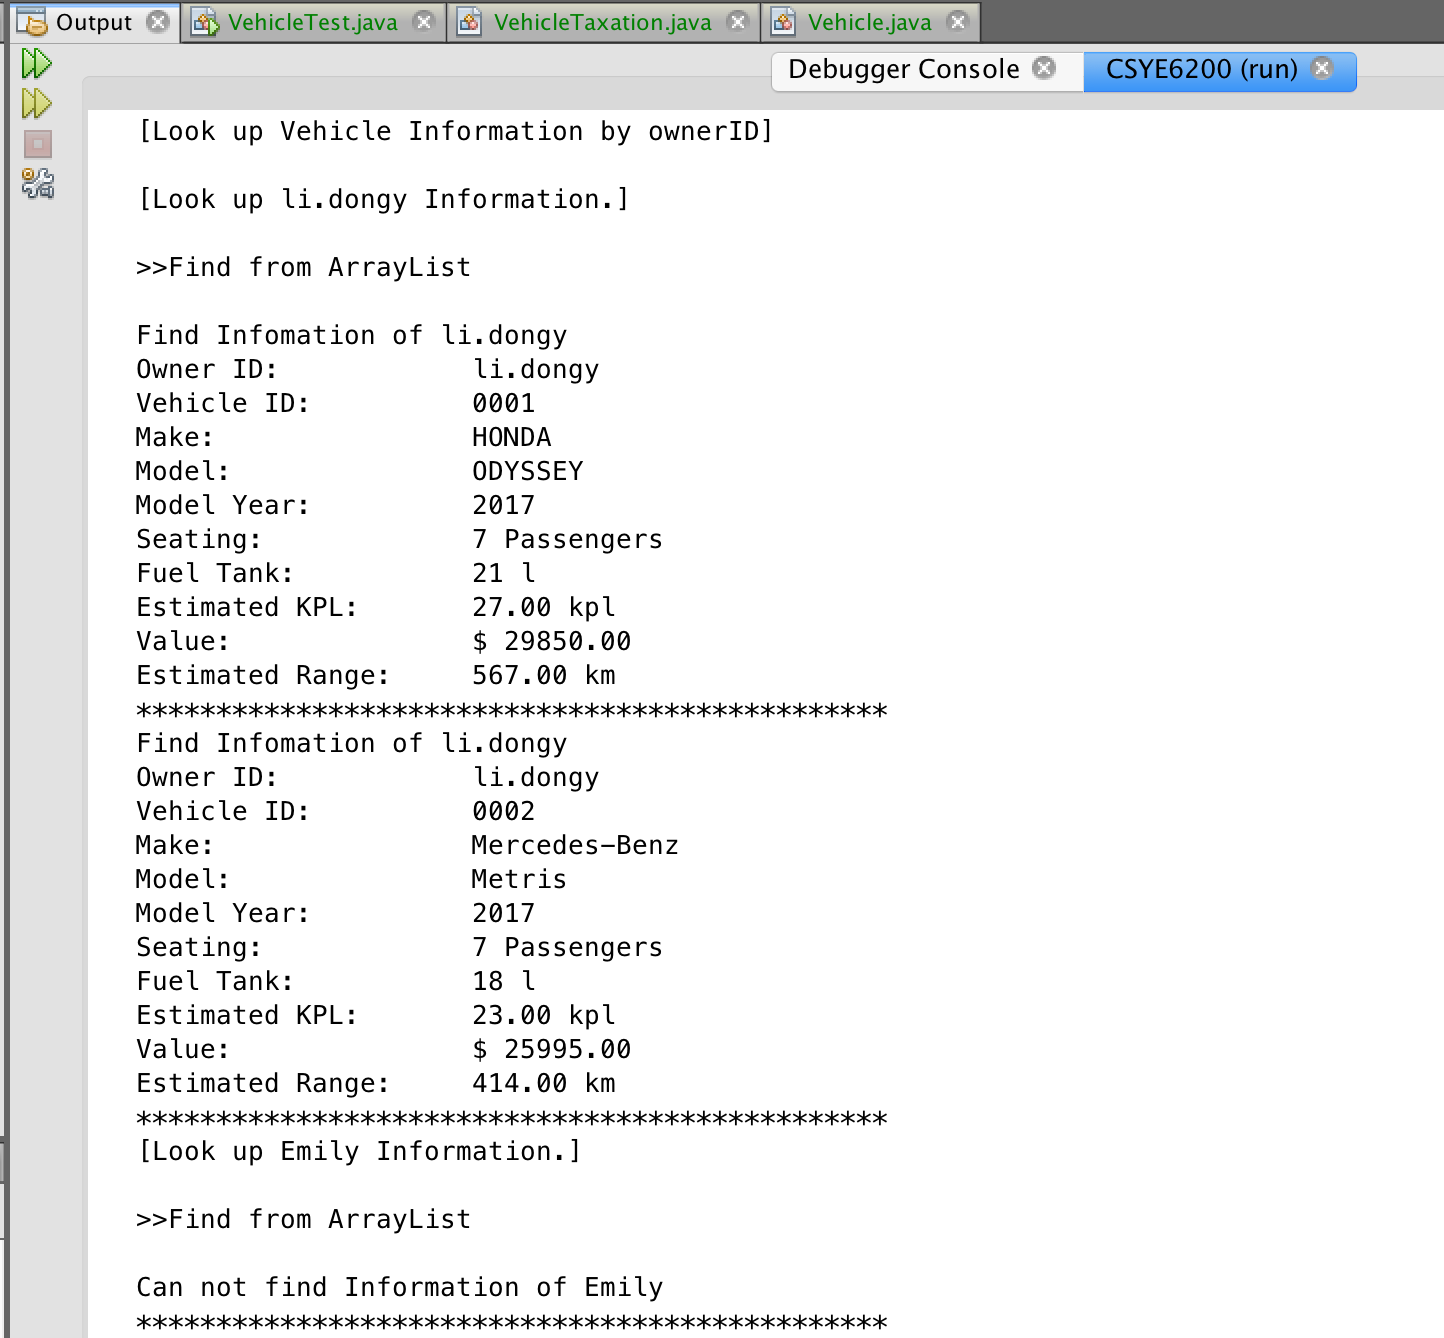 Output VehicleTest.java VehicleTaxation.java Vehicle.java
Debugger Console CSYE6200 (run)
[Look up Vehicle Information by ownerID]
[Look up li.dongy Information.]
>>Find from ArrayList
Find Infomation of li.dongy
Owner ID: li.dongy
Vehicle ID: 0001
Make: HONDA
Model: ODYSSEY
Model Year: 2017
Seating: 7 Passengers
Fuel Tank: 21 l
Estimated KPL: 27.00 kpl
Value: $ 29850.00
Estimated Range: 567.00 km
***********************************************
Find Infomation of li.dongy
Owner ID: li.dongy
Vehicle ID: 0002
Make: Mercedes-Benz
Model: Metris
Model Year: 2017
Seating: 7 Passengers
Fuel Tank: 18 l
Estimated KPL: 23.00 kpl
Value: $ 25995.00
Estimated Range: 414.00 km
***********************************************
[Look up Emily Information.]
>>Find from ArrayList
Can not find Information of Emily
***********************************************